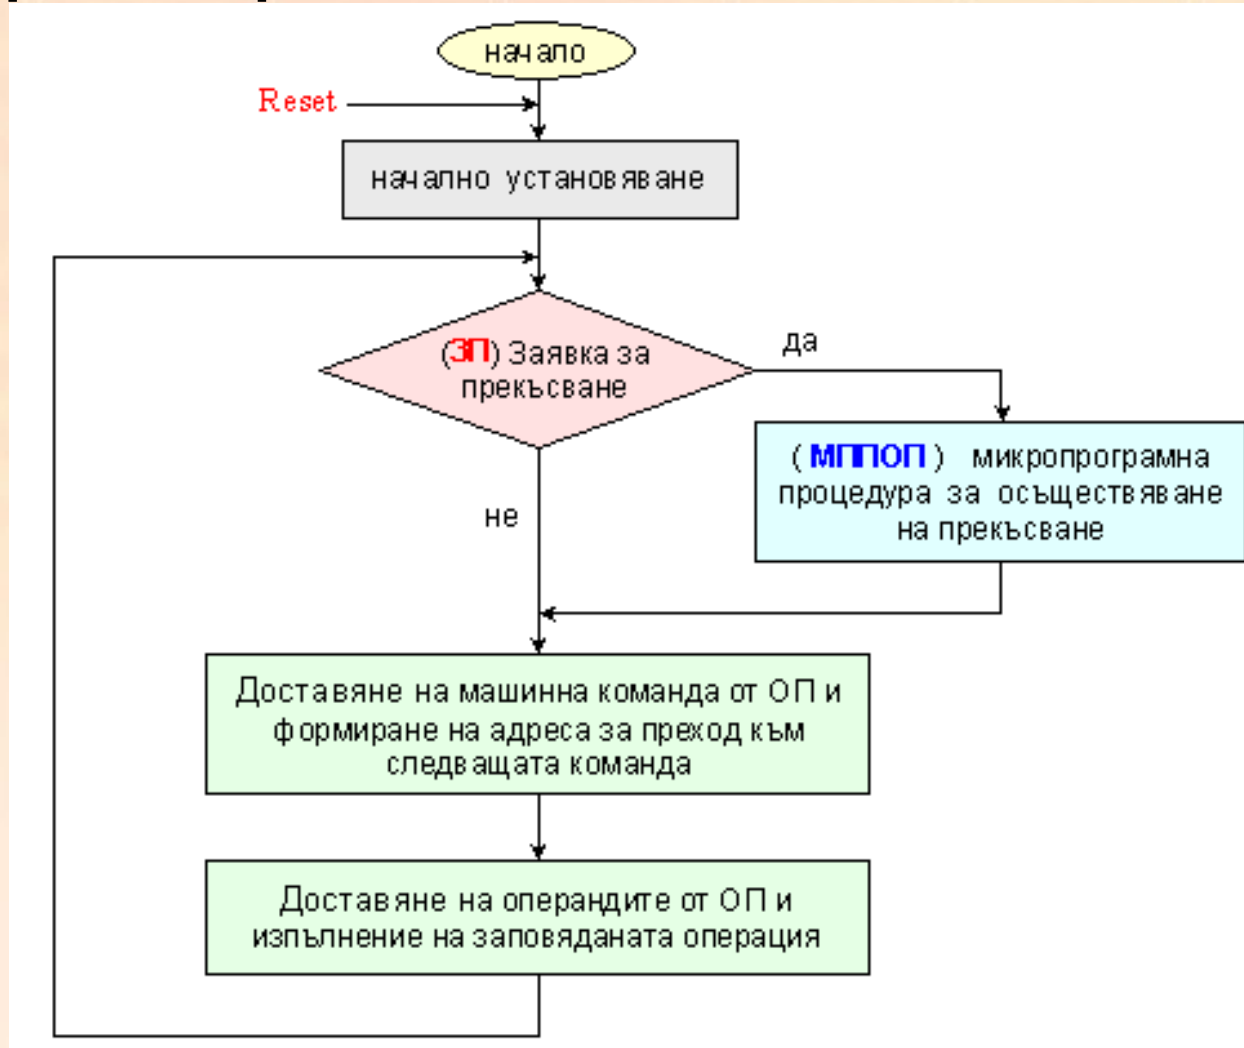 начало
Reset
начално установяване
(ЗП) Заявка за
прекъсване
да
(МППОП) микропрограмна
процедура за осъществяване
на прекъсване
не
Доставяне на машинна команда от ОП и
формиране на адреса за преход към
следващата команда
Доставяне на операндите от ОП и
изпълнение на заповяданата операция